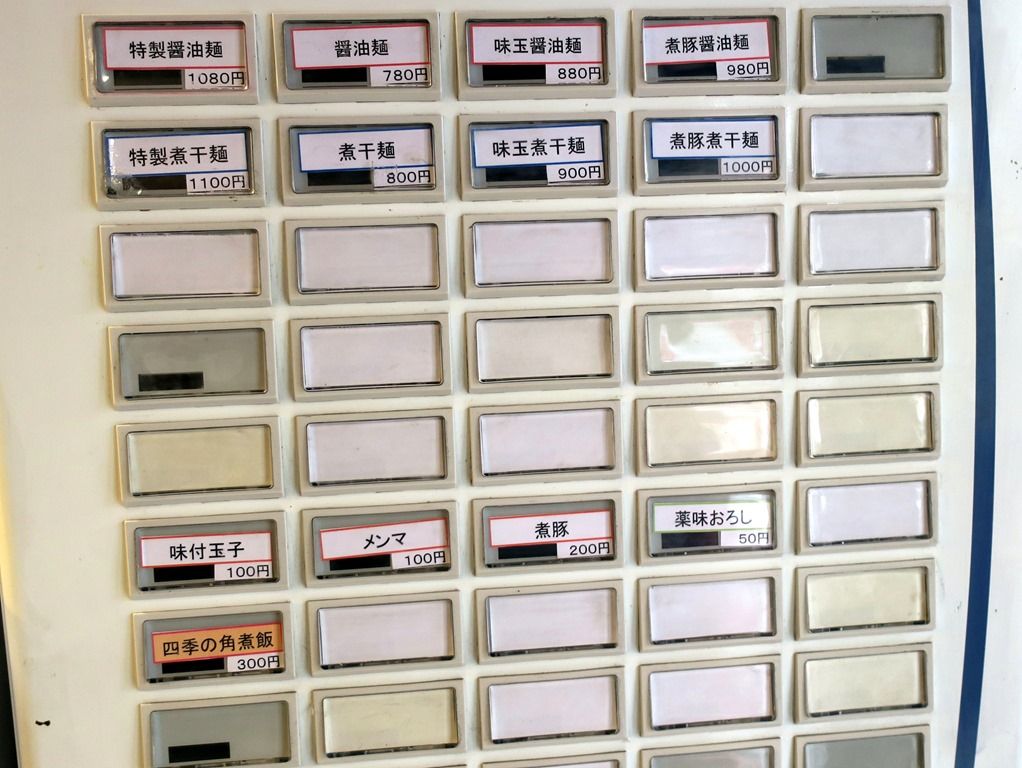 特製醤油麺
1080円
醤油麺
780円
味玉醤油麺
880円
煮豚醤油麺
980円
特製煮干麺
1100円
煮干麺
800円
味玉煮干麺
900円
煮豚煮干麺
1000円
味付玉子
100円
メンマ
100円
煮豚
200円
薬味おろし
50円
四季の角煮飯
300円